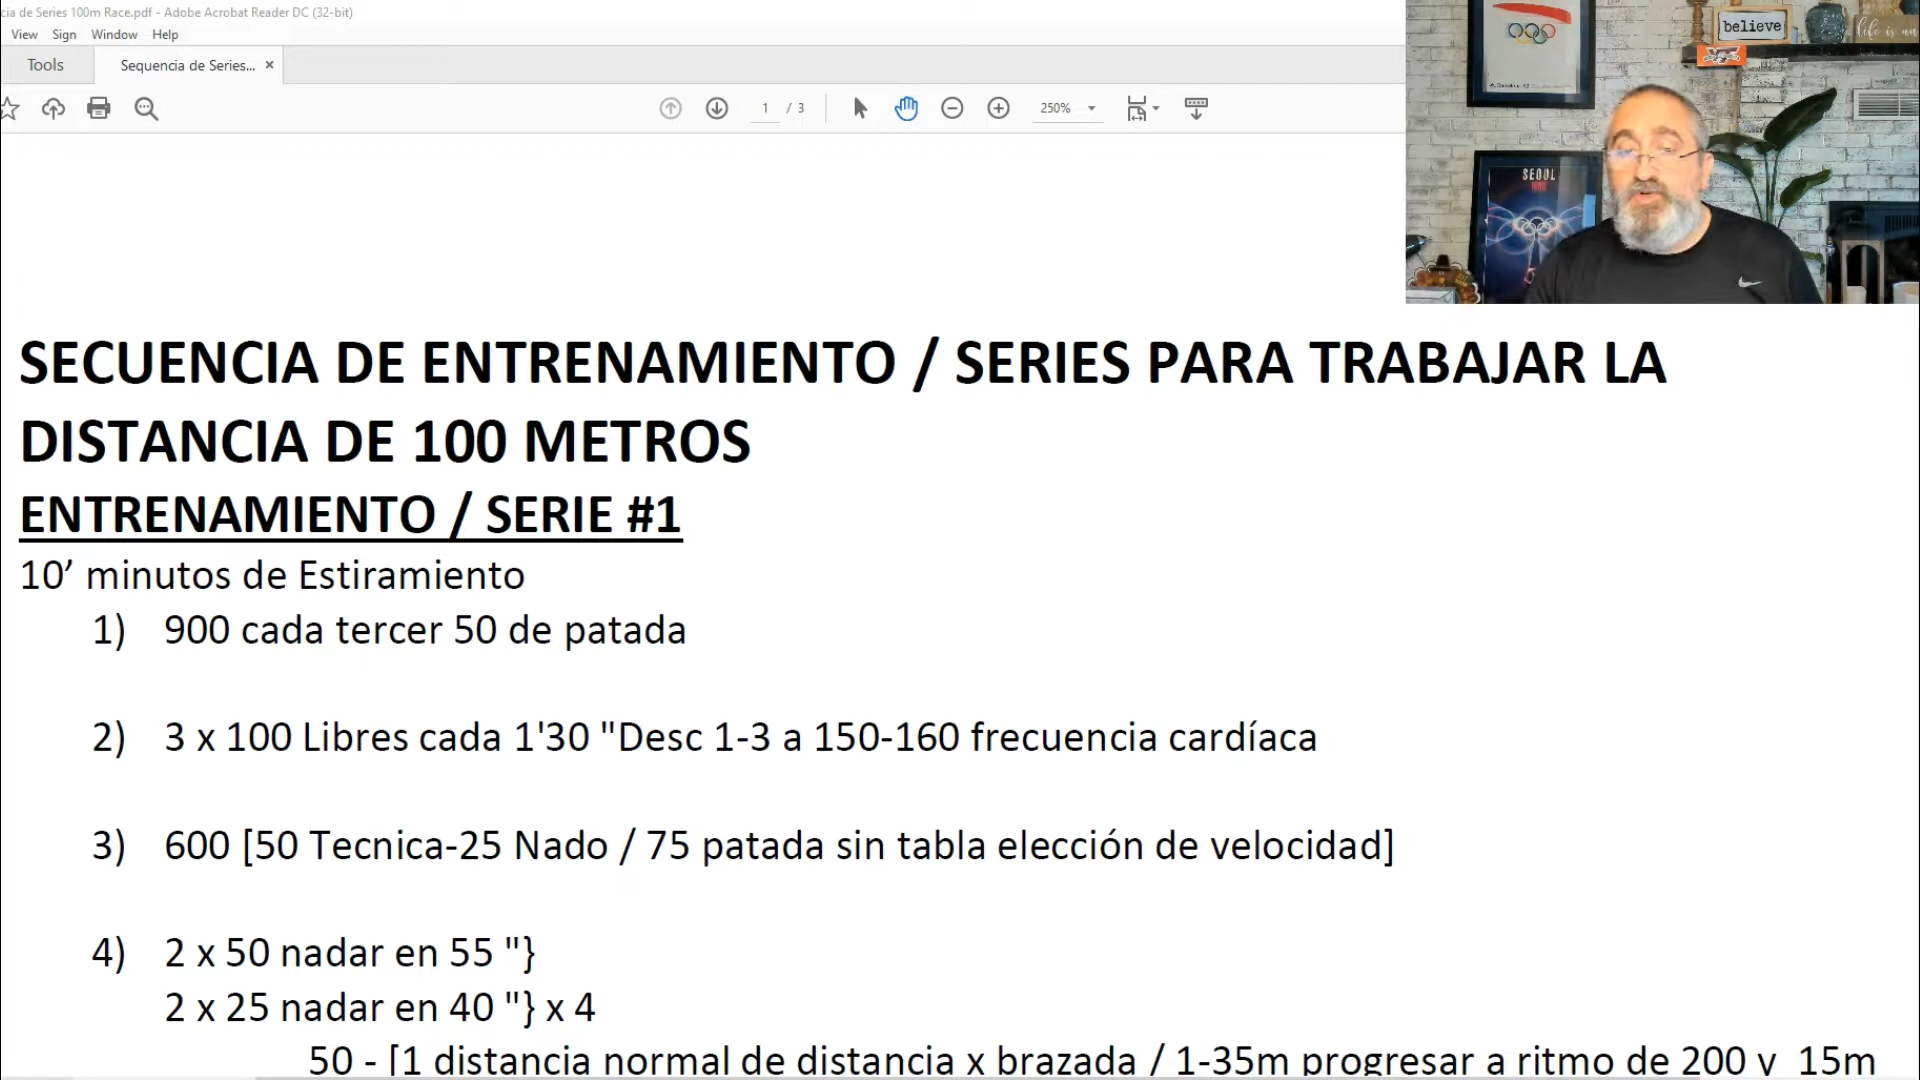 cia de Series 100m Race.pdf - Adobe Acrobat Reader DC (32-bit)
View Sign Window Help
Tools Sequencia de Series... ×
1 / 3 250%
believe
life is
SEOUL
SECUENCIA DE ENTRENAMIENTO / SERIES PARA TRABAJAR LA
DISTANCIA DE 100 METROS
ENTRENAMIENTO / SERIE #1
10’ minutos de Estiramiento
1) 900 cada tercer 50 de patada
2) 3 x 100 Libres cada 1'30 "Desc 1-3 a 150-160 frecuencia cardíaca
3) 600 [50 Tecnica-25 Nado / 75 patada sin tabla elección de velocidad]
4) 2 x 50 nadar en 55 "}
2 x 25 nadar en 40 "} x 4
50 - [1 distancia normal de distancia x brazada / 1-35m progresar a ritmo de 200 y 15m